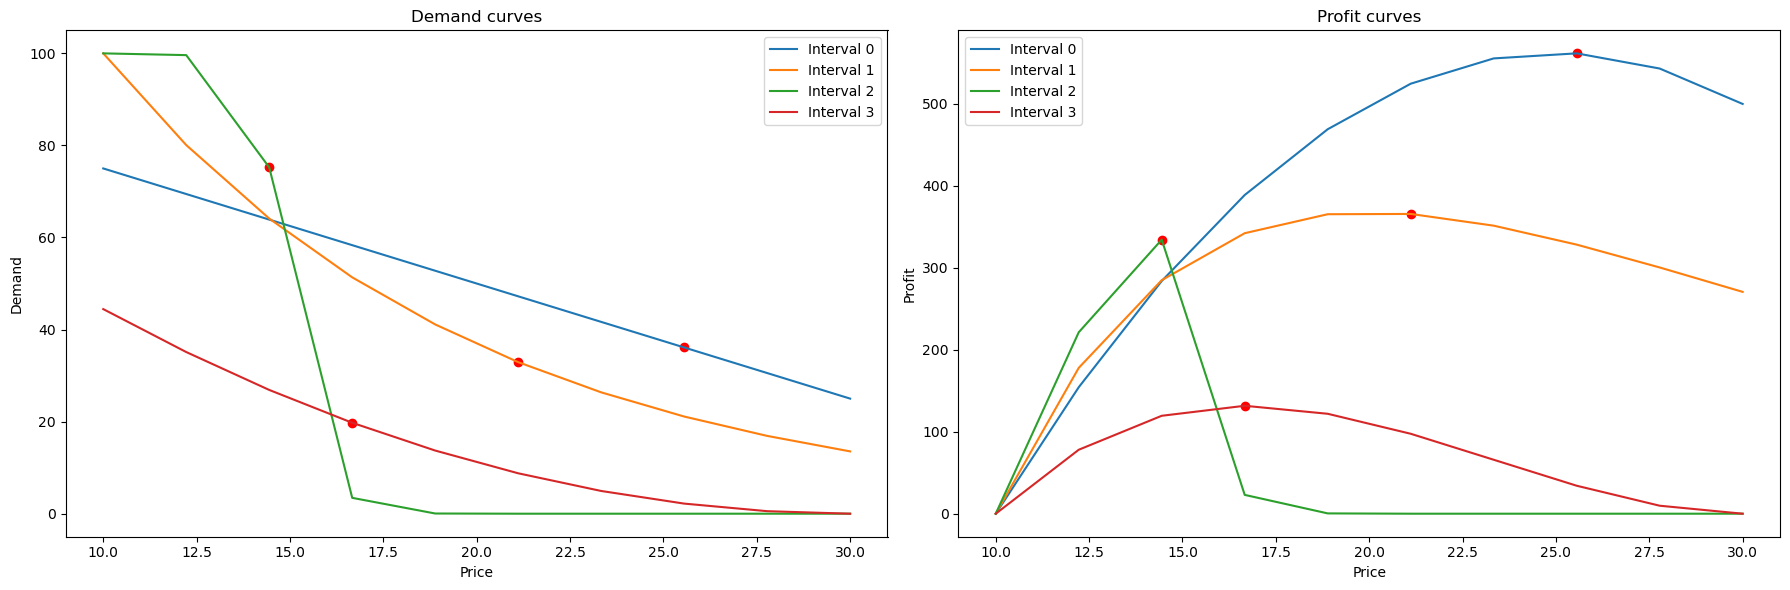 Demand curves
Demand
100
80
60
40
20
0
10.0 12.5 15.0 17.5 20.0 22.5 25.0 27.5 30.0
Price
Interval 0
Interval 1
Interval 2
Interval 3
Profit curves
Profit
500
400
300
200
100
0
10.0 12.5 15.0 17.5 20.0 22.5 25.0 27.5 30.0
Price
Interval 0
Interval 1
Interval 2
Interval 3